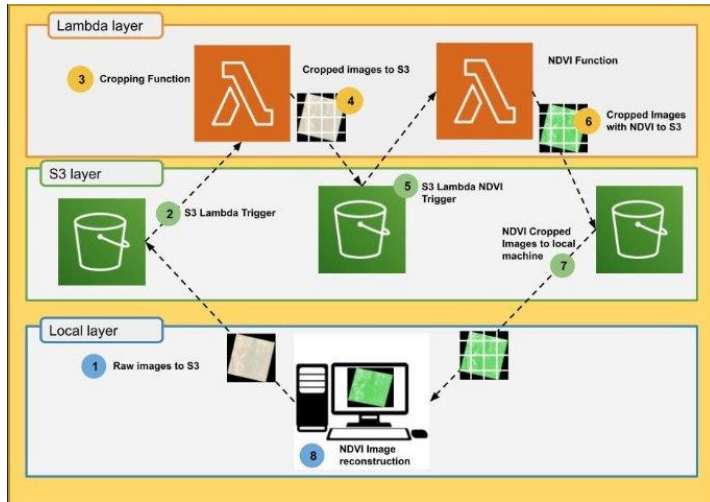 Lambda layer
3 Cropping Function
Cropped images to S3
4
NDVI Function
6 Cropped Images
with NDVI to S3
S3 layer
2 S3 Lambda Trigger
5 S3 Lambda NDVI
Trigger
NDVI Cropped
Images to local
machine
7
Local layer
1 Raw images to S3
8 NDVI Image
reconstruction